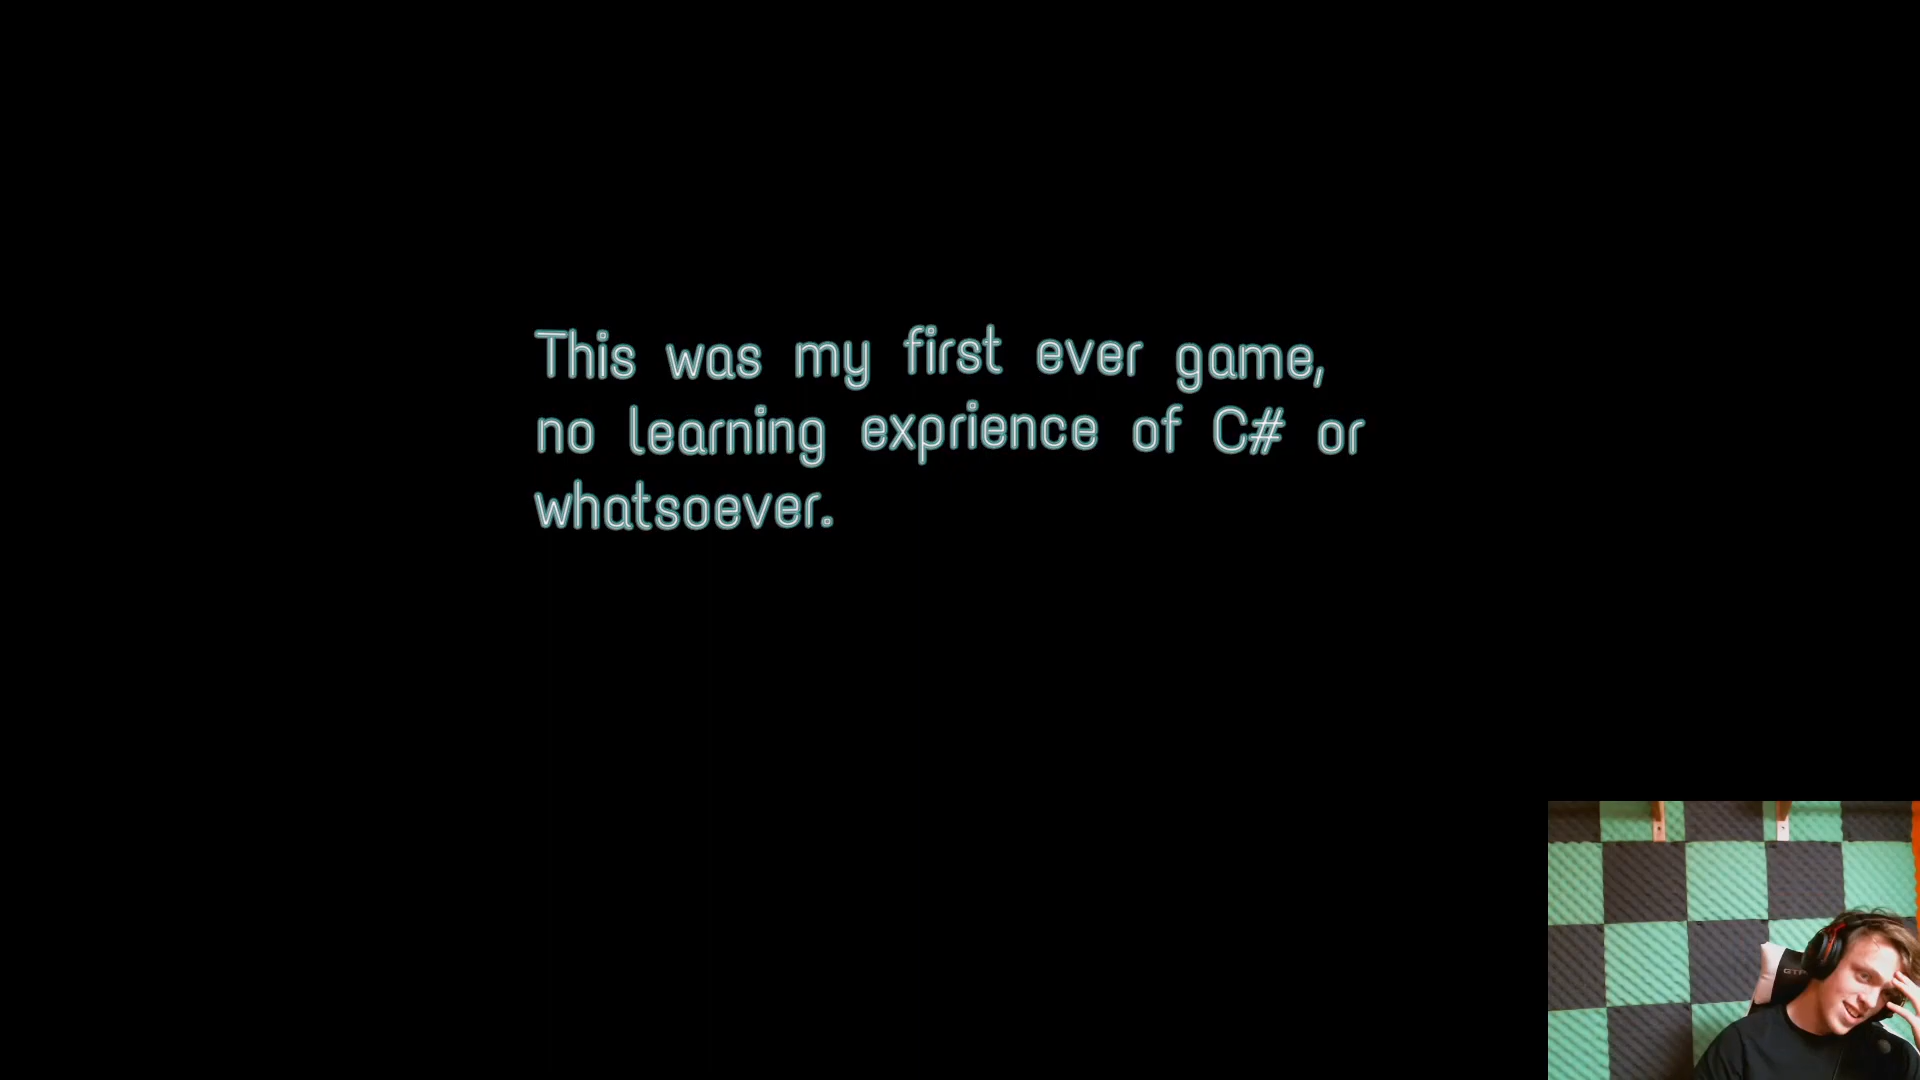 This was my first ever game,
no learning exprience of C# or
whatsoever.